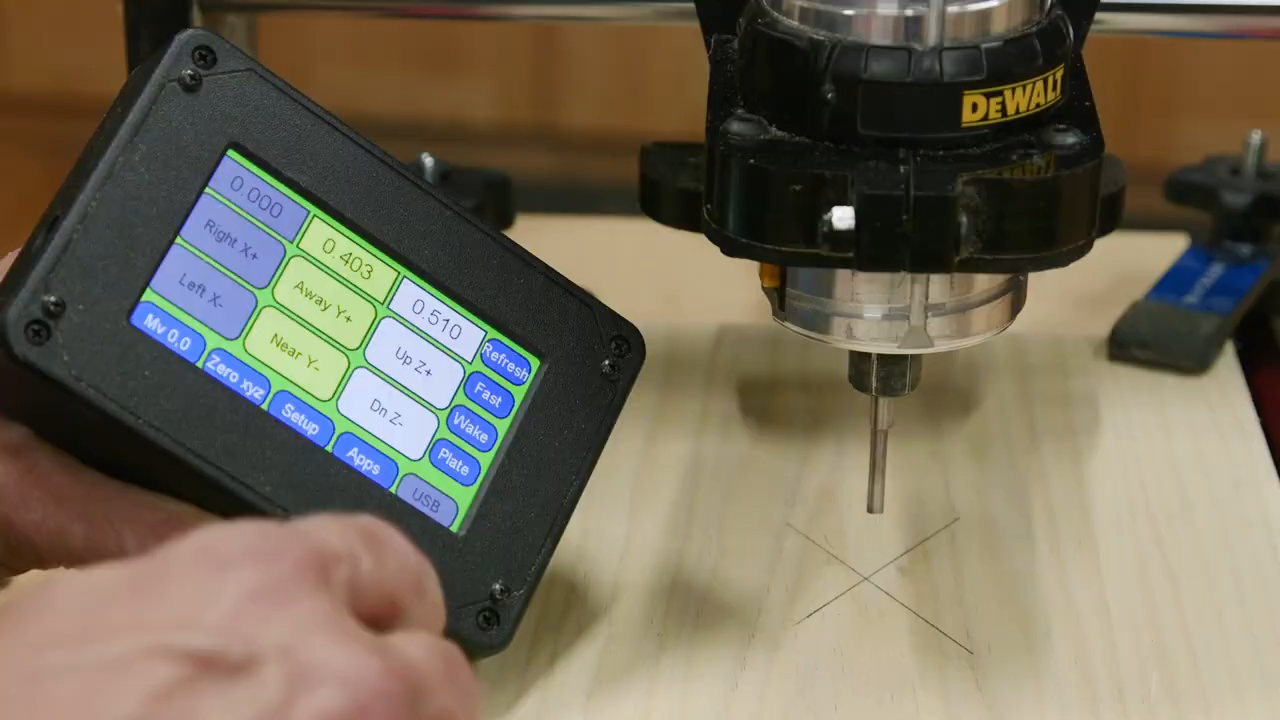 DEWALT
0.000
0.403
0.510
Right X+
Away Y+
Up Z+
Refresh
Left X-
Near Y-
Dn Z-
Fast
Wake
Plate
Mv 0.0
Zero xyz
Setup
Apps
USB